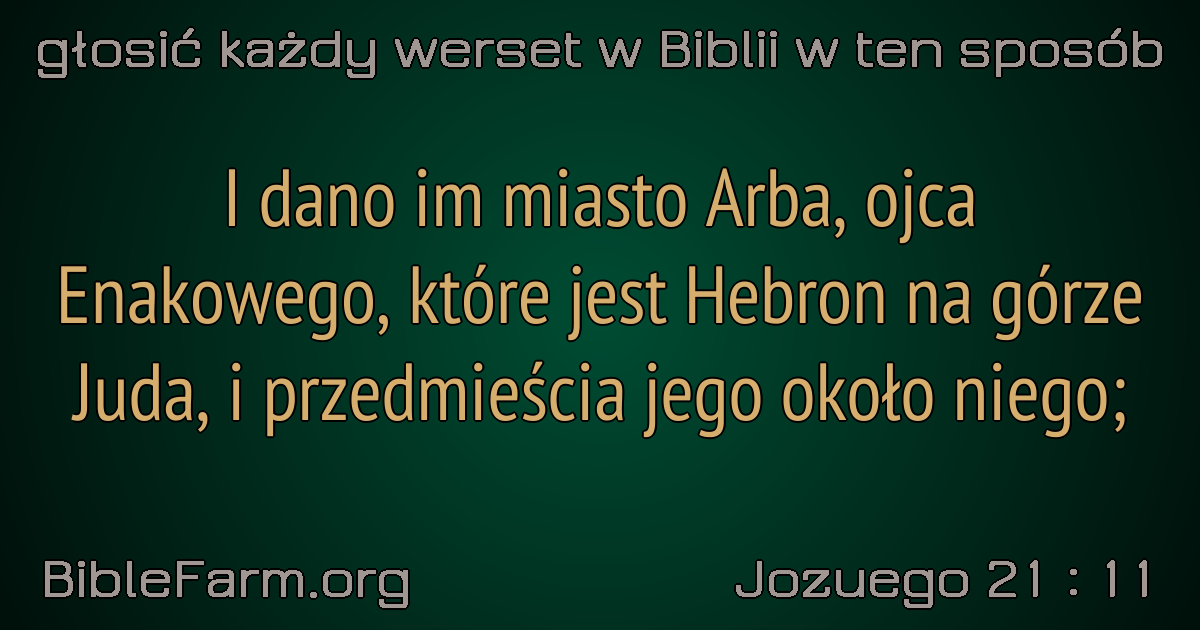 głosić każdy werset w Biblii w ten sposób
I dano im miasto Arba, ojca
Enakowego, które jest Hebron na górze
Juda, i przedmieścia jego około niego;
BibleFarm.org
Jozuego 21 : 11